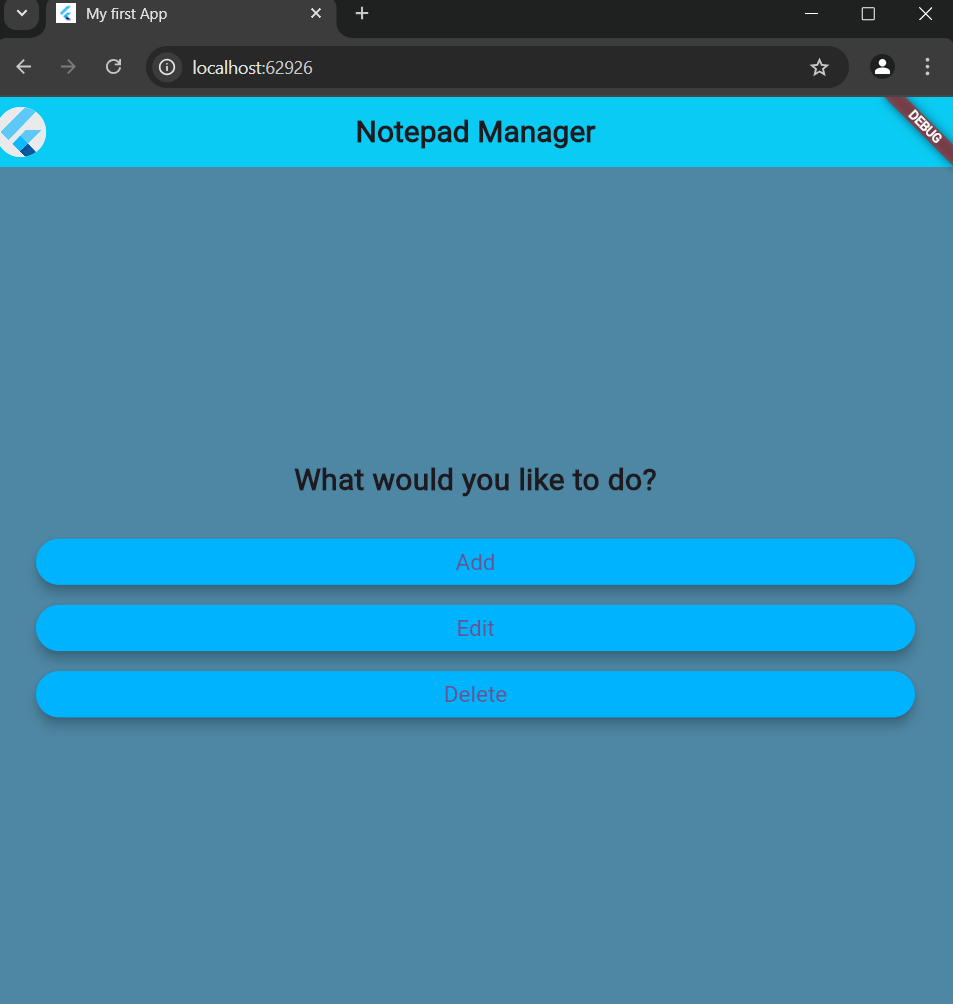 My first App
localhost:62926
Notepad Manager
DEBUG
What would you like to do?
Add
Edit
Delete